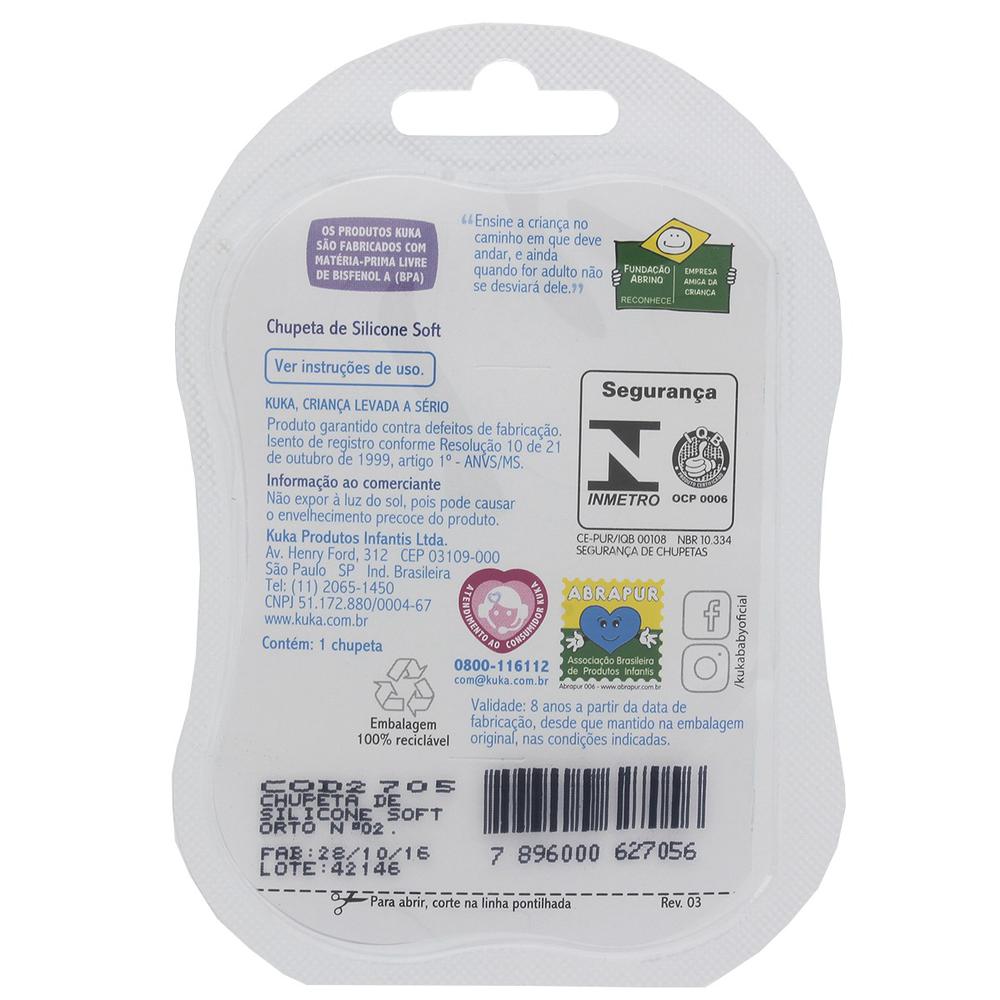 OS PRODUTOS KUKA
SÃO FABRICADOS COM
MATÉRIA-PRIMA LIVRE
DE BISFENOL A (BPA)
“Ensine a criança no
caminho em que deve
andar, e ainda
quando for adulto não
se desviará dele.”
FUNDAÇÃO
ABRINQ
RECONHECE
EMPRESA
AMIGA DA
CRIANÇA
Chupeta de Silicone Soft
Ver instruções de uso.
KUKA, CRIANÇA LEVADA A SÉRIO
Produto garantido contra defeitos de fabricação.
Isento de registro conforme Resolução 10 de 21
de outubro de 1999, artigo 1º - ANVS/MS.
Informação ao comerciante
Não expor à luz do sol, pois pode causar
o envelhecimento precoce do produto.
Kuka Produtos Infantis Ltda.
Av. Henry Ford, 312 CEP 03109-000
São Paulo SP Ind. Brasileira
Tel: (11) 2065-1450
CNPJ 51.172.880/0004-67
www.kuka.com.br
Contém: 1 chupeta
Segurança
INMETRO
IQB
PRODUTO CERTIFICADO
OCP 0006
CE-PUR/IQB 00108 NBR 10.334
SEGURANÇA DE CHUPETAS
ATENDIMENTO AO CONSUMIDOR KUKA
0800-116112
com@kuka.com.br
ABRAPUR
Associação Brasileira
de Produtos Infantis
Abrapur 006 - www.abrapur.com.br
/kukababyoficial
Embalagem
100% reciclável
Validade: 8 anos a partir da data de
fabricação, desde que mantido na embalagem
original, nas condições indicadas.
COD2705
CHUPETA DE
SILICONE SOFT
ORTO Nº02.
FAB:28/10/16
LOTE:42146
7 896000 627056
Para abrir, corte na linha pontilhada
Rev. 03